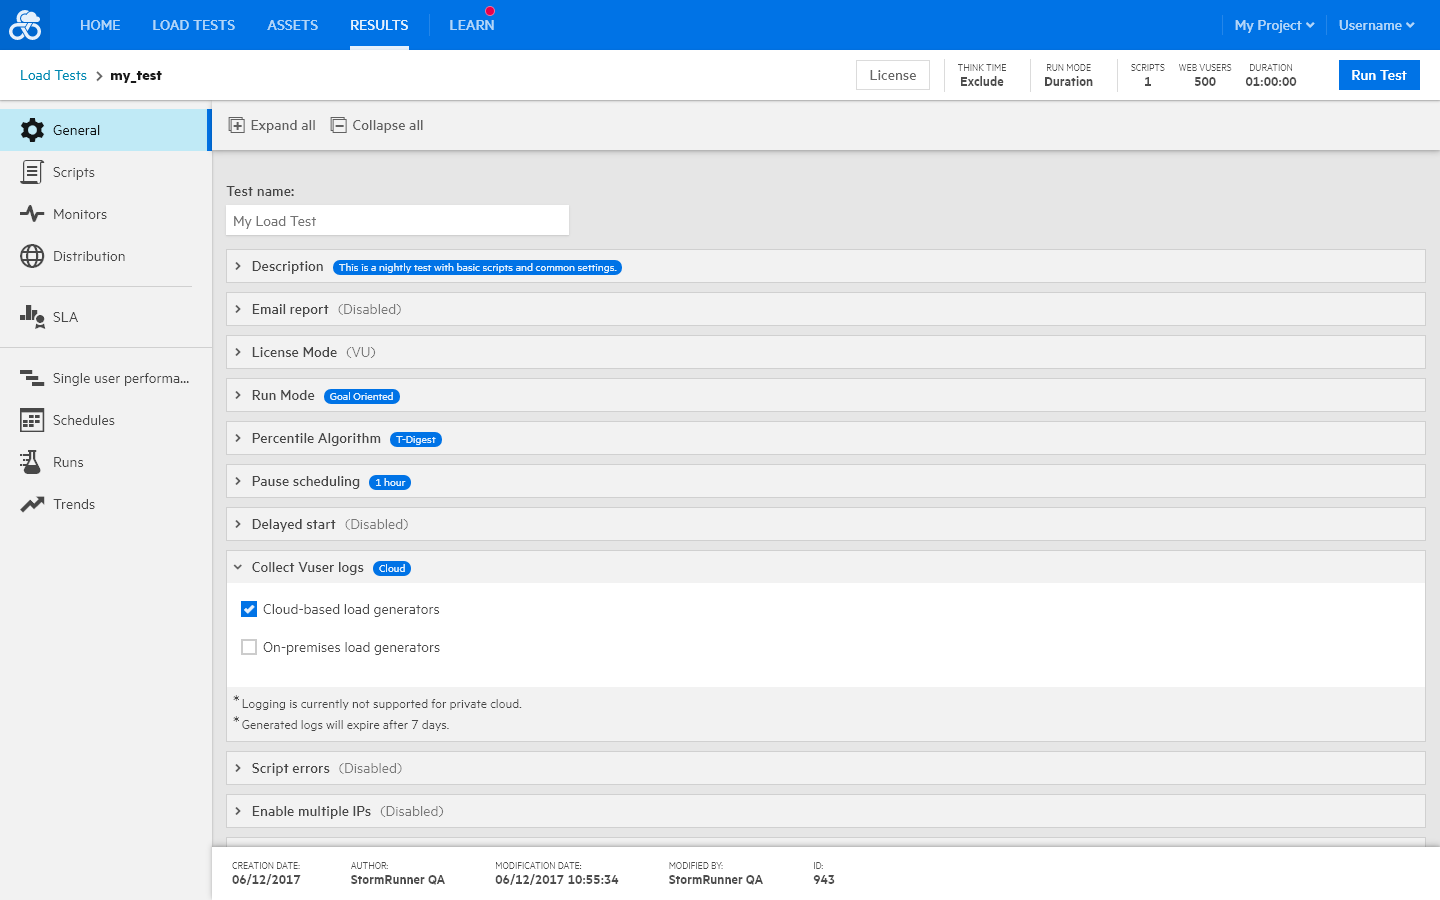 HOME LOAD TESTS ASSETS RESULTS LEARN My Project Username
Load Tests > my_test License THINK TIME Exclude RUN MODE Duration SCRIPTS 1 WEB VUSERS 500 DURATION 01:00:00 Run Test
General
Scripts
Monitors
Distribution
SLA
Single user performa...
Schedules
Runs
Trends
Expand all Collapse all
Test name:
My Load Test
Description This is a nightly test with basic scripts and common settings.
Email report (Disabled)
License Mode (VU)
Run Mode Goal Oriented
Percentile Algorithm T-Digest
Pause scheduling 1 hour
Delayed start (Disabled)
Collect Vuser logs Cloud
Cloud-based load generators
On-premises load generators
* Logging is currently not supported for private cloud.
* Generated logs will expire after 7 days.
Script errors (Disabled)
Enable multiple IPs (Disabled)
CREATION DATE: AUTHOR: MODIFICATION DATE: MODIFIED BY: ID:
06/12/2017 StormRunner QA 06/12/2017 10:55:34 StormRunner QA 943